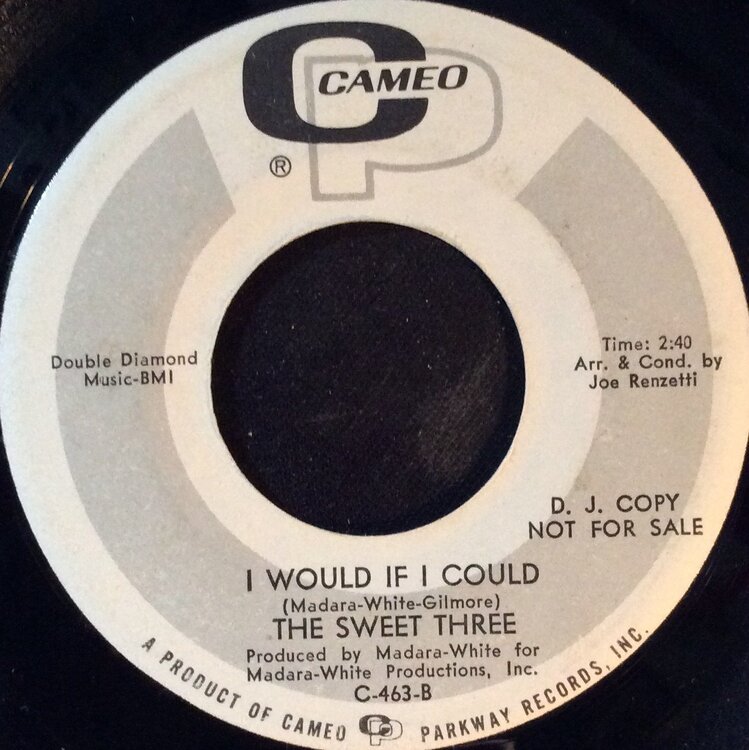 CAMEO
®
Double Diamond
Music-BMI
Time: 2:40
Arr. & Cond. by
Joe Renzetti
D. J. COPY
NOT FOR SALE
I WOULD IF I COULD
(Madara-White-Gilmore)
THE SWEET THREE
Produced by Madara-White for
Madara-White Productions, Inc.
C-463-B
A PRODUCT OF CAMEO CP PARKWAY RECORDS, INC.